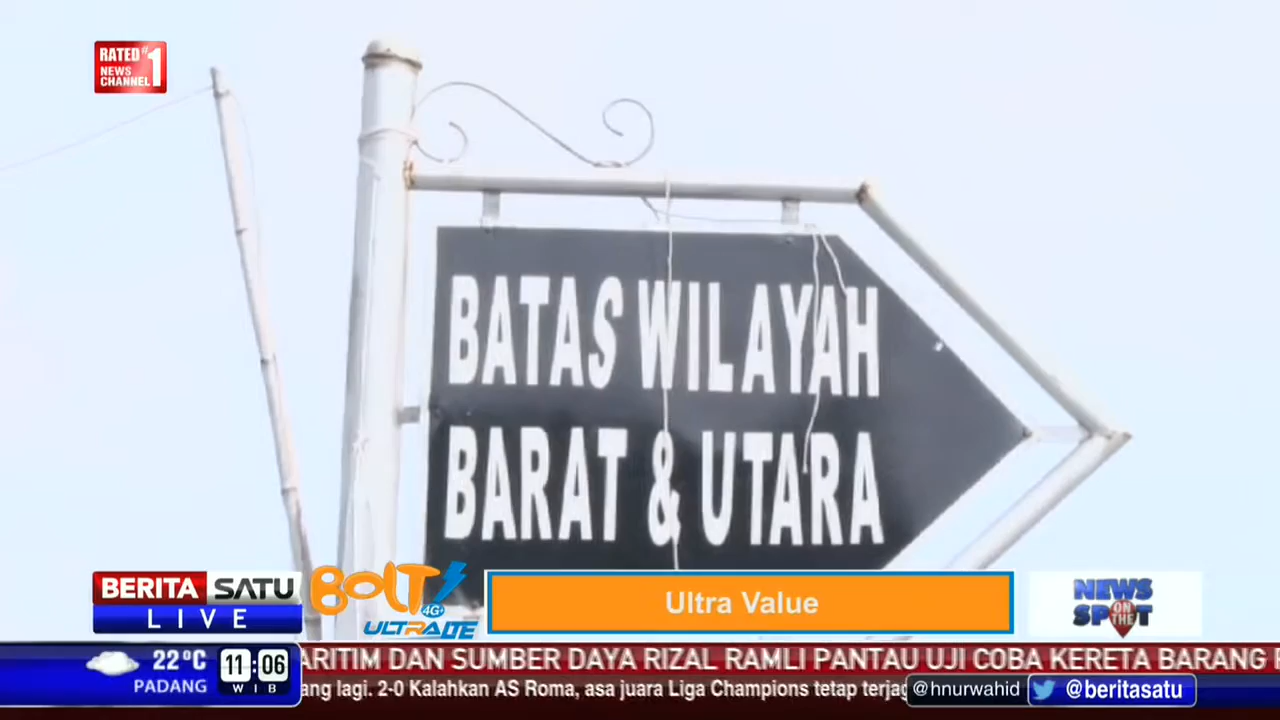 RATED #1
NEWS
CHANNEL
BATAS WILAYAH
BARAT & UTARA
BERITA SATU
LIVE
BOLT
4G+
ULTRA LTE
Ultra Value
NEWS
ON THE
SPOT
22°C
PADANG
11:06
WIB
ARITIM DAN SUMBER DAYA RIZAL RAMLI PANTAU UJI COBA KERETA BARANG
ang lagi. 2-0 Kalahkan AS Roma, asa juara Liga Champions tetap terjag
@hnurwahid
@beritasatu